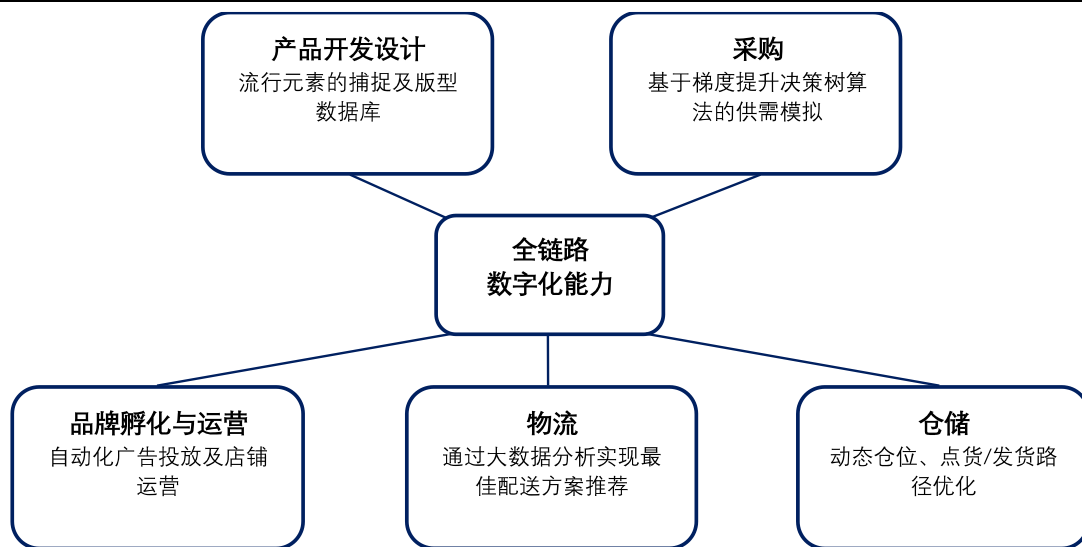 产品开发设计
流行元素的捕捉及版型
数据库
采购
基于梯度提升决策树算
法的供需模拟
全链路
数字化能力
品牌孵化与运营
自动化广告投放及店铺
运营
物流
通过大数据分析实现最
佳配送方案推荐
仓储
动态仓位、点货/发货路
径优化